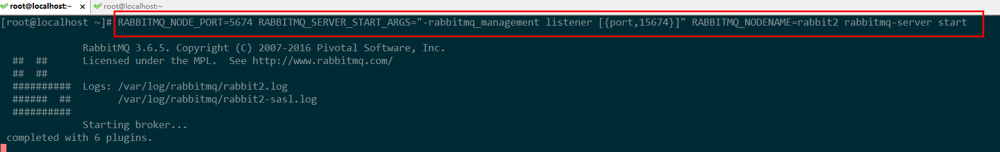 root@localhost:~ × root@localhost:~
[root@localhost ~]# RABBITMQ_NODE_PORT=5674 RABBITMQ_SERVER_START_ARGS="-rabbitmq_management listener [{port,15674}]" RABBITMQ_NODENAME=rabbit2 rabbitmq-server start
RabbitMQ 3.6.5. Copyright (C) 2007-2016 Pivotal Software, Inc.
## ## Licensed under the MPL. See http://www.rabbitmq.com/
## ##
########## Logs: /var/log/rabbitmq/rabbit2.log
###### ## /var/log/rabbitmq/rabbit2-sasl.log
##########
Starting broker...
completed with 6 plugins.